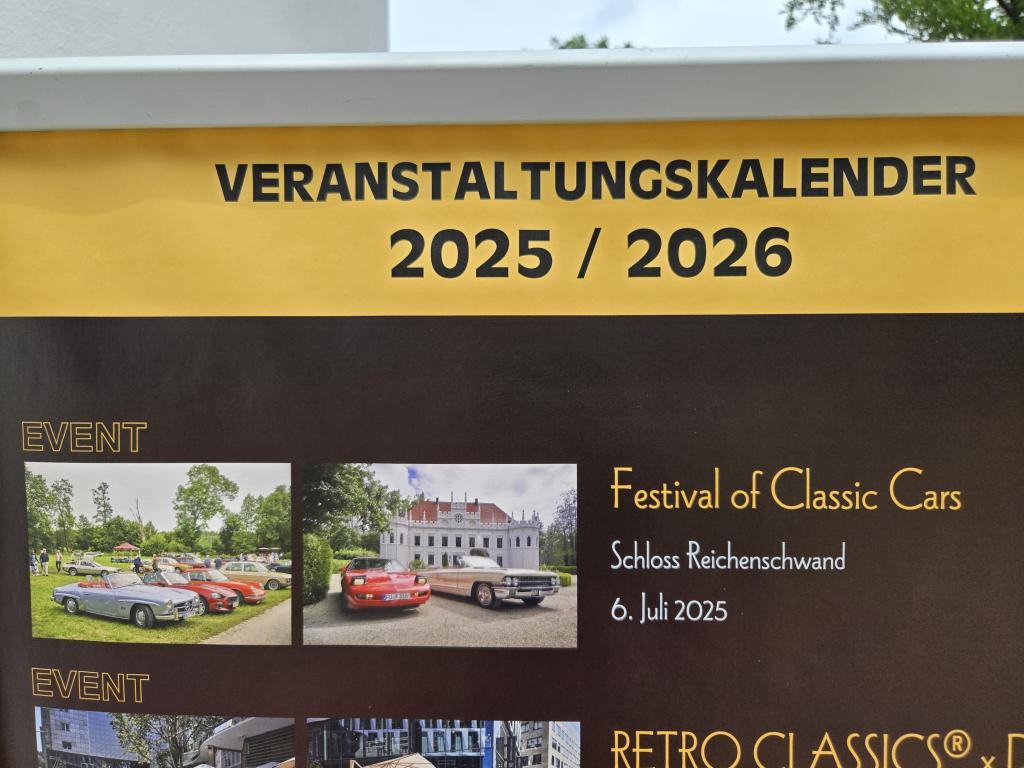 VERANSTALTUNGSKALENDER
2025 / 2026
EVENT
Festival of Classic Cars
Schloss Reichenschwand
6. Juli 2025
EVENT
RETRO CLASSICS® x